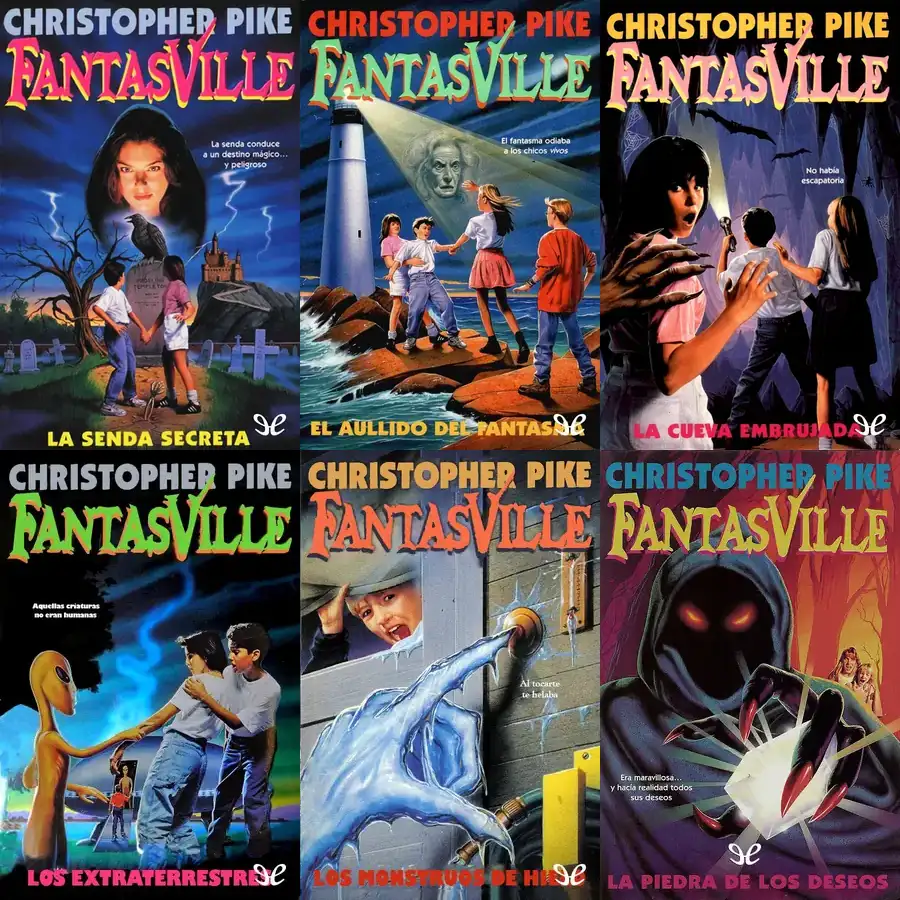 CHRISTOPHER PIKE
FANTASVILLE
La senda conduce
a un destino mágico...
y peligroso
LA SENDA SECRETA
CHRISTOPHER PIKE
FANTASVILLE
El fantasma odiaba
a los chicos vivos
EL AULLIDO DEL FANTASMA
CHRISTOPHER PIKE
FANTASVILLE
No había
escapatoria
LA CUEVA EMBRUJADA
CHRISTOPHER PIKE
FANTASVILLE
Aquellas criaturas
no eran humanas
LOS EXTRATERRESTRES
CHRISTOPHER PIKE
FANTASVILLE
Al tocarte
te helaba
LOS MONSTRUOS DE HIELO
CHRISTOPHER PIKE
FANTASVILLE
Era maravillosa...
y hacía realidad todos
sus deseos
LA PIEDRA DE LOS DESEOS